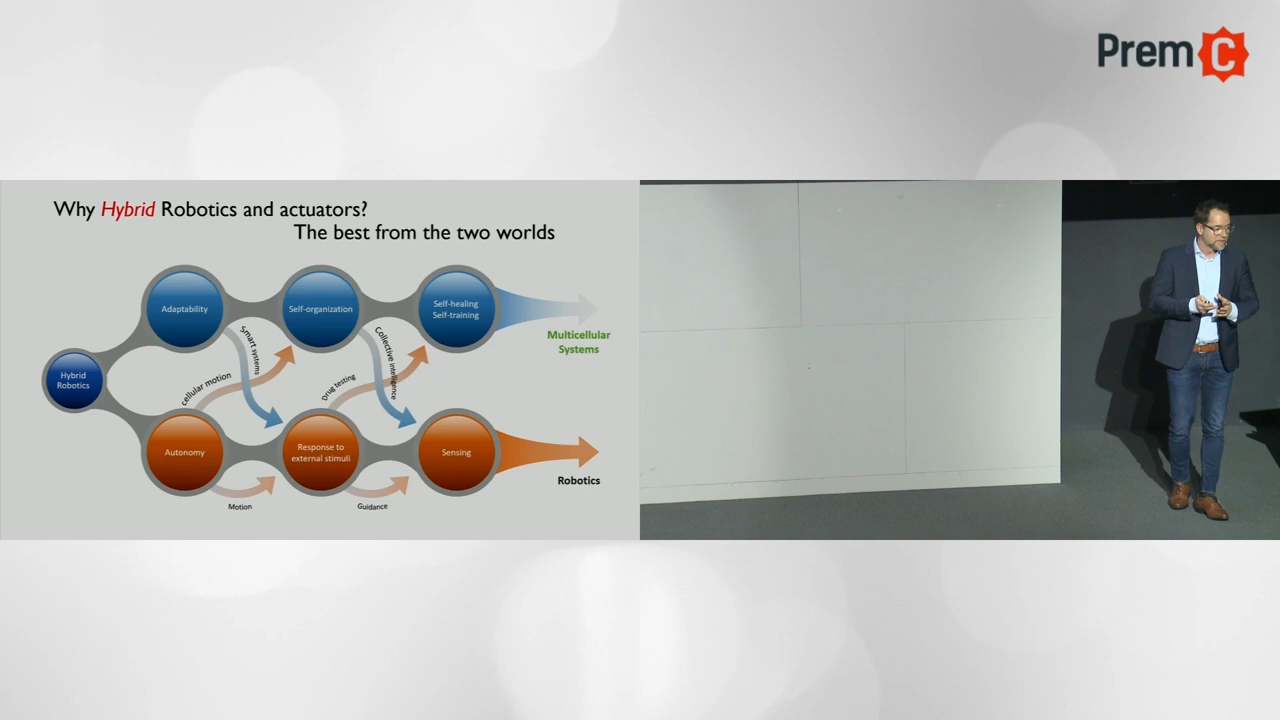 Prem C
Why Hybrid Robotics and actuators?
The best from the two worlds
Adaptability
Self-organization
Self-healing
Self-training
Multicellular
Systems
Smart systems
Collective intelligence
Hybrid
Robotics
cellular motion
Drug testing
Autonomy
Response to
external stimuli
Sensing
Robotics
Motion
Guidance